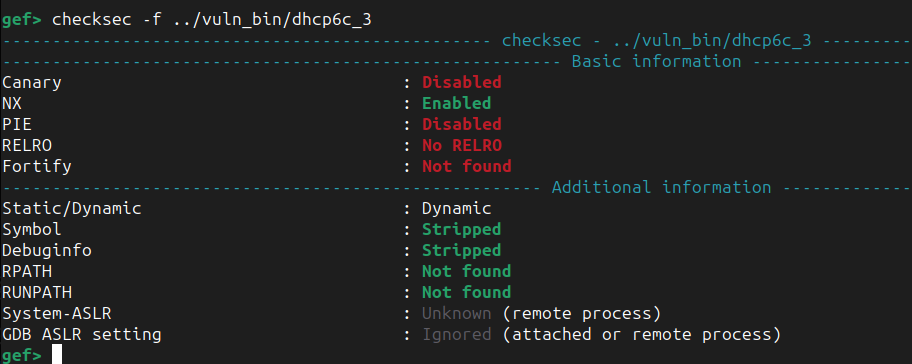 gef> checksec -f ../vuln_bin/dhcp6c_3
------------------------------------------------- checksec - ../vuln_bin/dhcp6c_3 ---------
-------------------------------------------------------- Basic information ----------------
Canary : Disabled
NX : Enabled
PIE : Disabled
RELRO : No RELRO
Fortify : Not found
------------------------------------------------------ Additional information -------------
Static/Dynamic : Dynamic
Symbol : Stripped
Debuginfo : Stripped
RPATH : Not found
RUNPATH : Not found
System-ASLR : Unknown (remote process)
GDB ASLR setting : Ignored (attached or remote process)
gef>